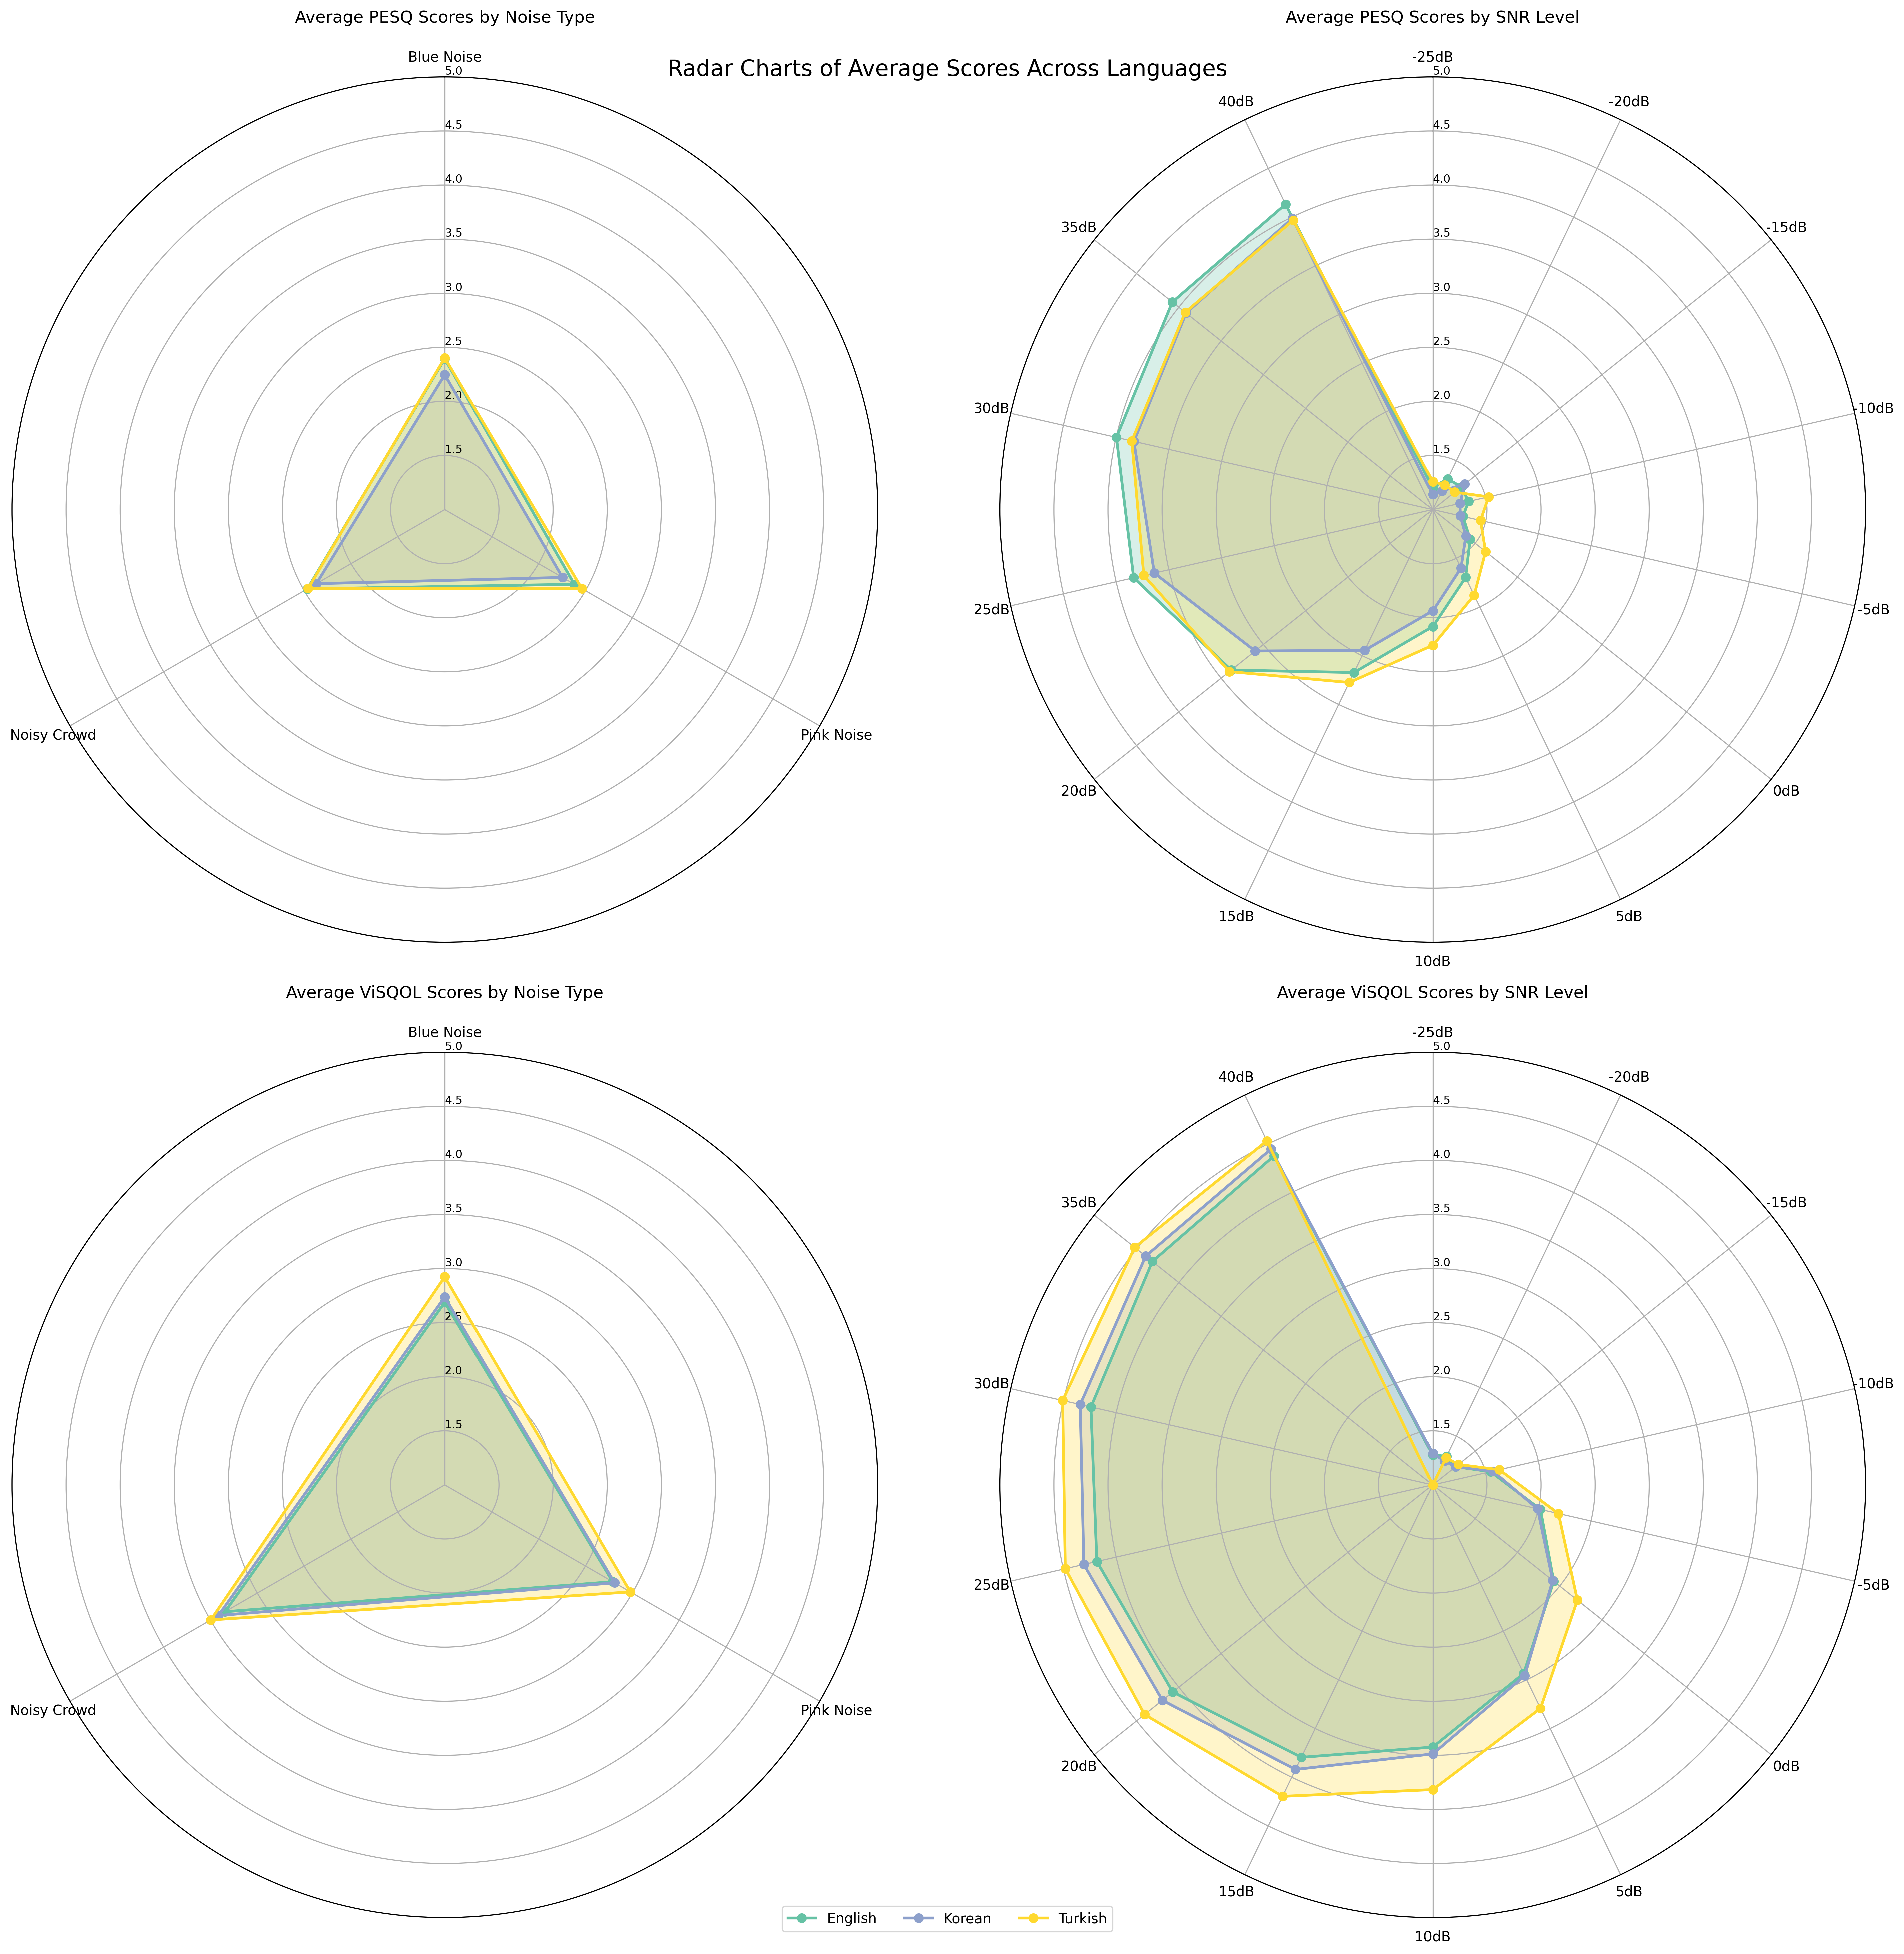 Average PESQ Scores by Noise Type
Average PESQ Scores by SNR Level
Radar Charts of Average Scores Across Languages
Blue Noise
5.0
4.5
4.0
3.5
3.0
2.5
2.0
1.5
Noisy Crowd
Pink Noise
-25dB
5.0
40dB
-20dB
4.5
4.0
35dB
-15dB
3.5
3.0
2.5
30dB
-10dB
2.0
1.5
25dB
-5dB
20dB
0dB
15dB
5dB
10dB
Average ViSQOL Scores by Noise Type
Average ViSQOL Scores by SNR Level
Blue Noise
5.0
4.5
4.0
3.5
3.0
2.5
2.0
1.5
Noisy Crowd
Pink Noise
-25dB
5.0
40dB
-20dB
4.5
4.0
35dB
-15dB
3.5
3.0
2.5
30dB
-10dB
2.0
1.5
25dB
-5dB
20dB
0dB
15dB
5dB
10dB
English
Korean
Turkish